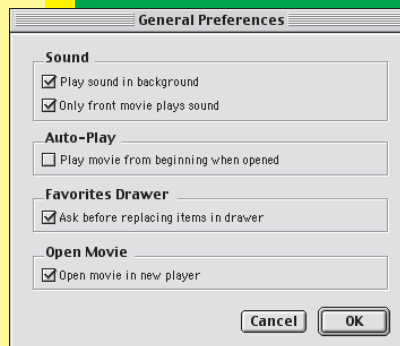 General Preferences
Sound
Play sound in background
Only front movie plays sound
Auto-Play
Play movie from beginning when opened
Favorites Drawer
Ask before replacing items in drawer
Open Movie
Open movie in new player
Cancel OK